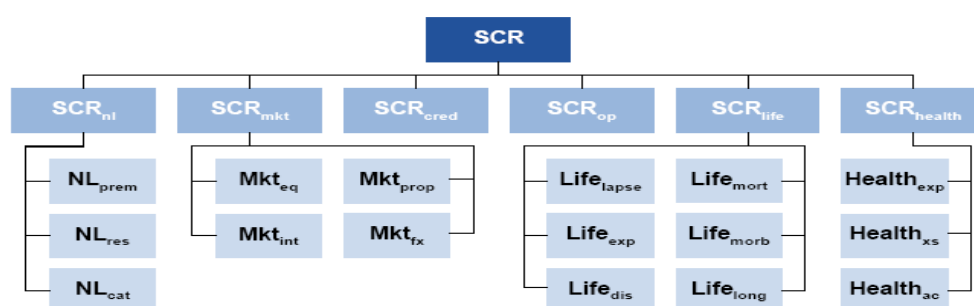 SCR
SCRnl SCRmkt SCRcred SCRop SCRlife SCRhealth
NLprem Mkteq Mktprop Lifelapse Lifemort Healthexp
NLres Mktint Mktfx Lifeexp Lifemorb Healthxs
NLcat Lifedis Lifelong Healthac